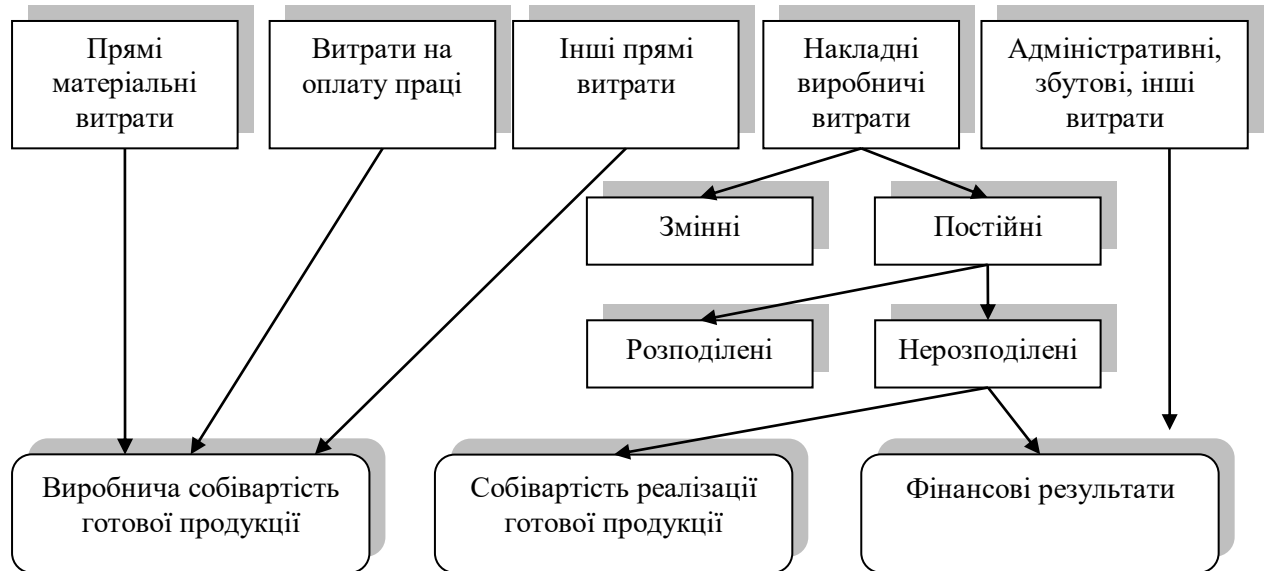 Прямі
матеріальні
витрати
Витрати на
оплату праці
Інші прямі
витрати
Накладні
виробничі
витрати
Адміністративні,
збутові, інші
витрати
Змінні
Постійні
Розподілені
Нерозподілені
Виробнича собівартість
готової продукції
Собівартість реалізації
готової продукції
Фінансові результати